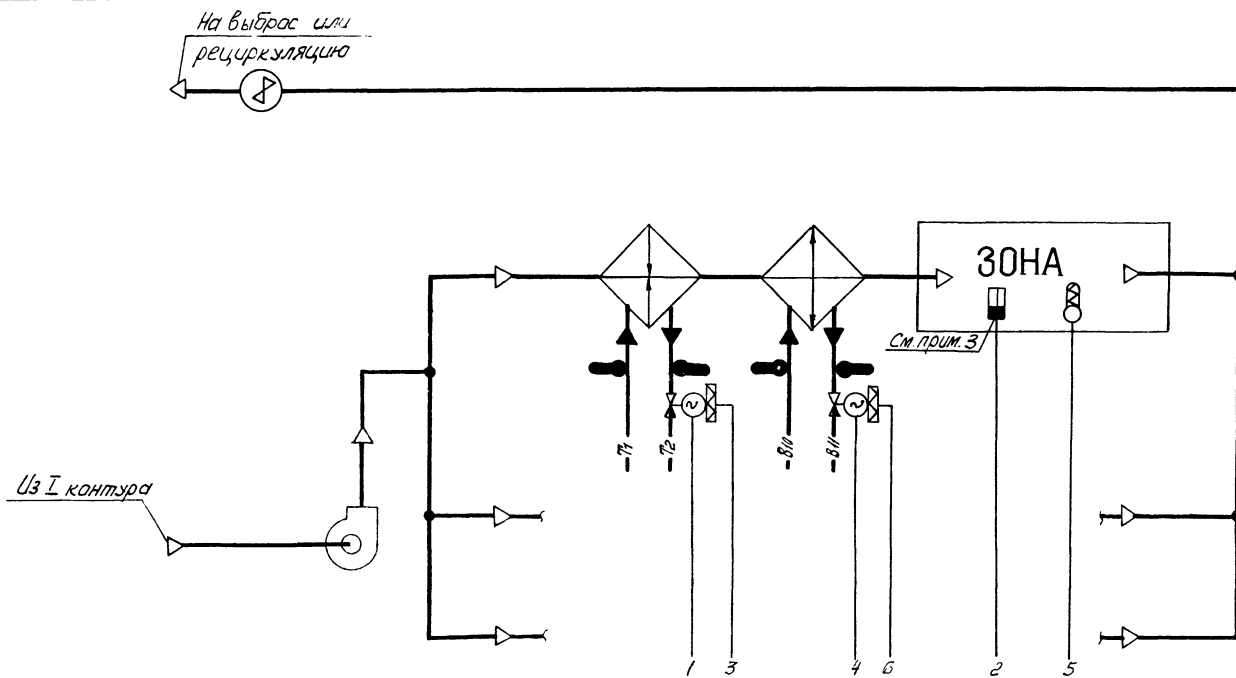 На выброс или
рециркуляцию
ЗОНА
См. прим. 3
Т1
Т2
В10
В11
Из I контура
1
3
4
6
2
5